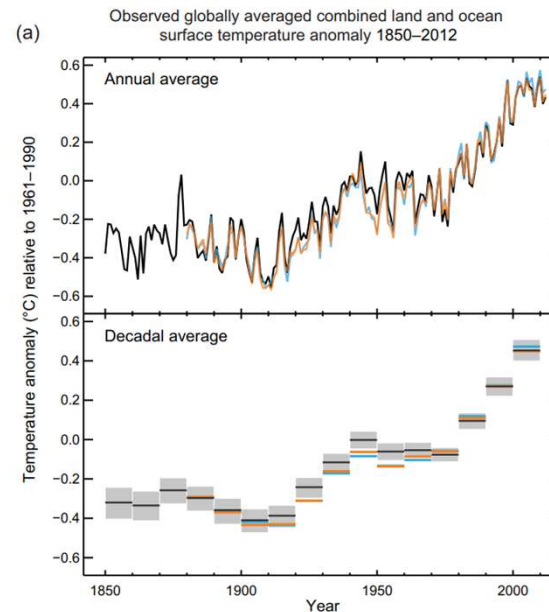 (a)
Observed globally averaged combined land and ocean
surface temperature anomaly 1850–2012
Temperature anomaly (°C) relative to 1961–1990
Annual average
0.6
0.4
0.2
0.0
−0.2
−0.4
−0.6
Decadal average
0.6
0.4
0.2
0.0
−0.2
−0.4
−0.6
1850
1900
1950
2000
Year